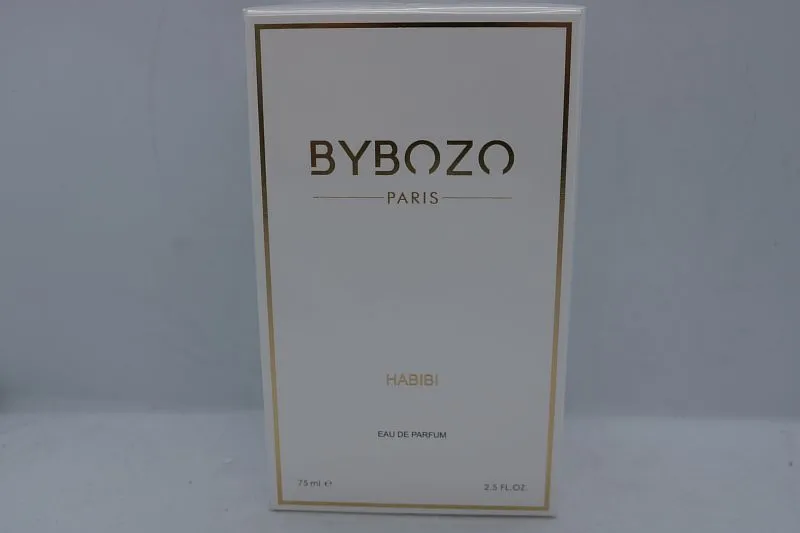 BYBOZO
PARIS
HABIBI
EAU DE PARFUM
75 ml ℮ 2.5 FL.OZ.